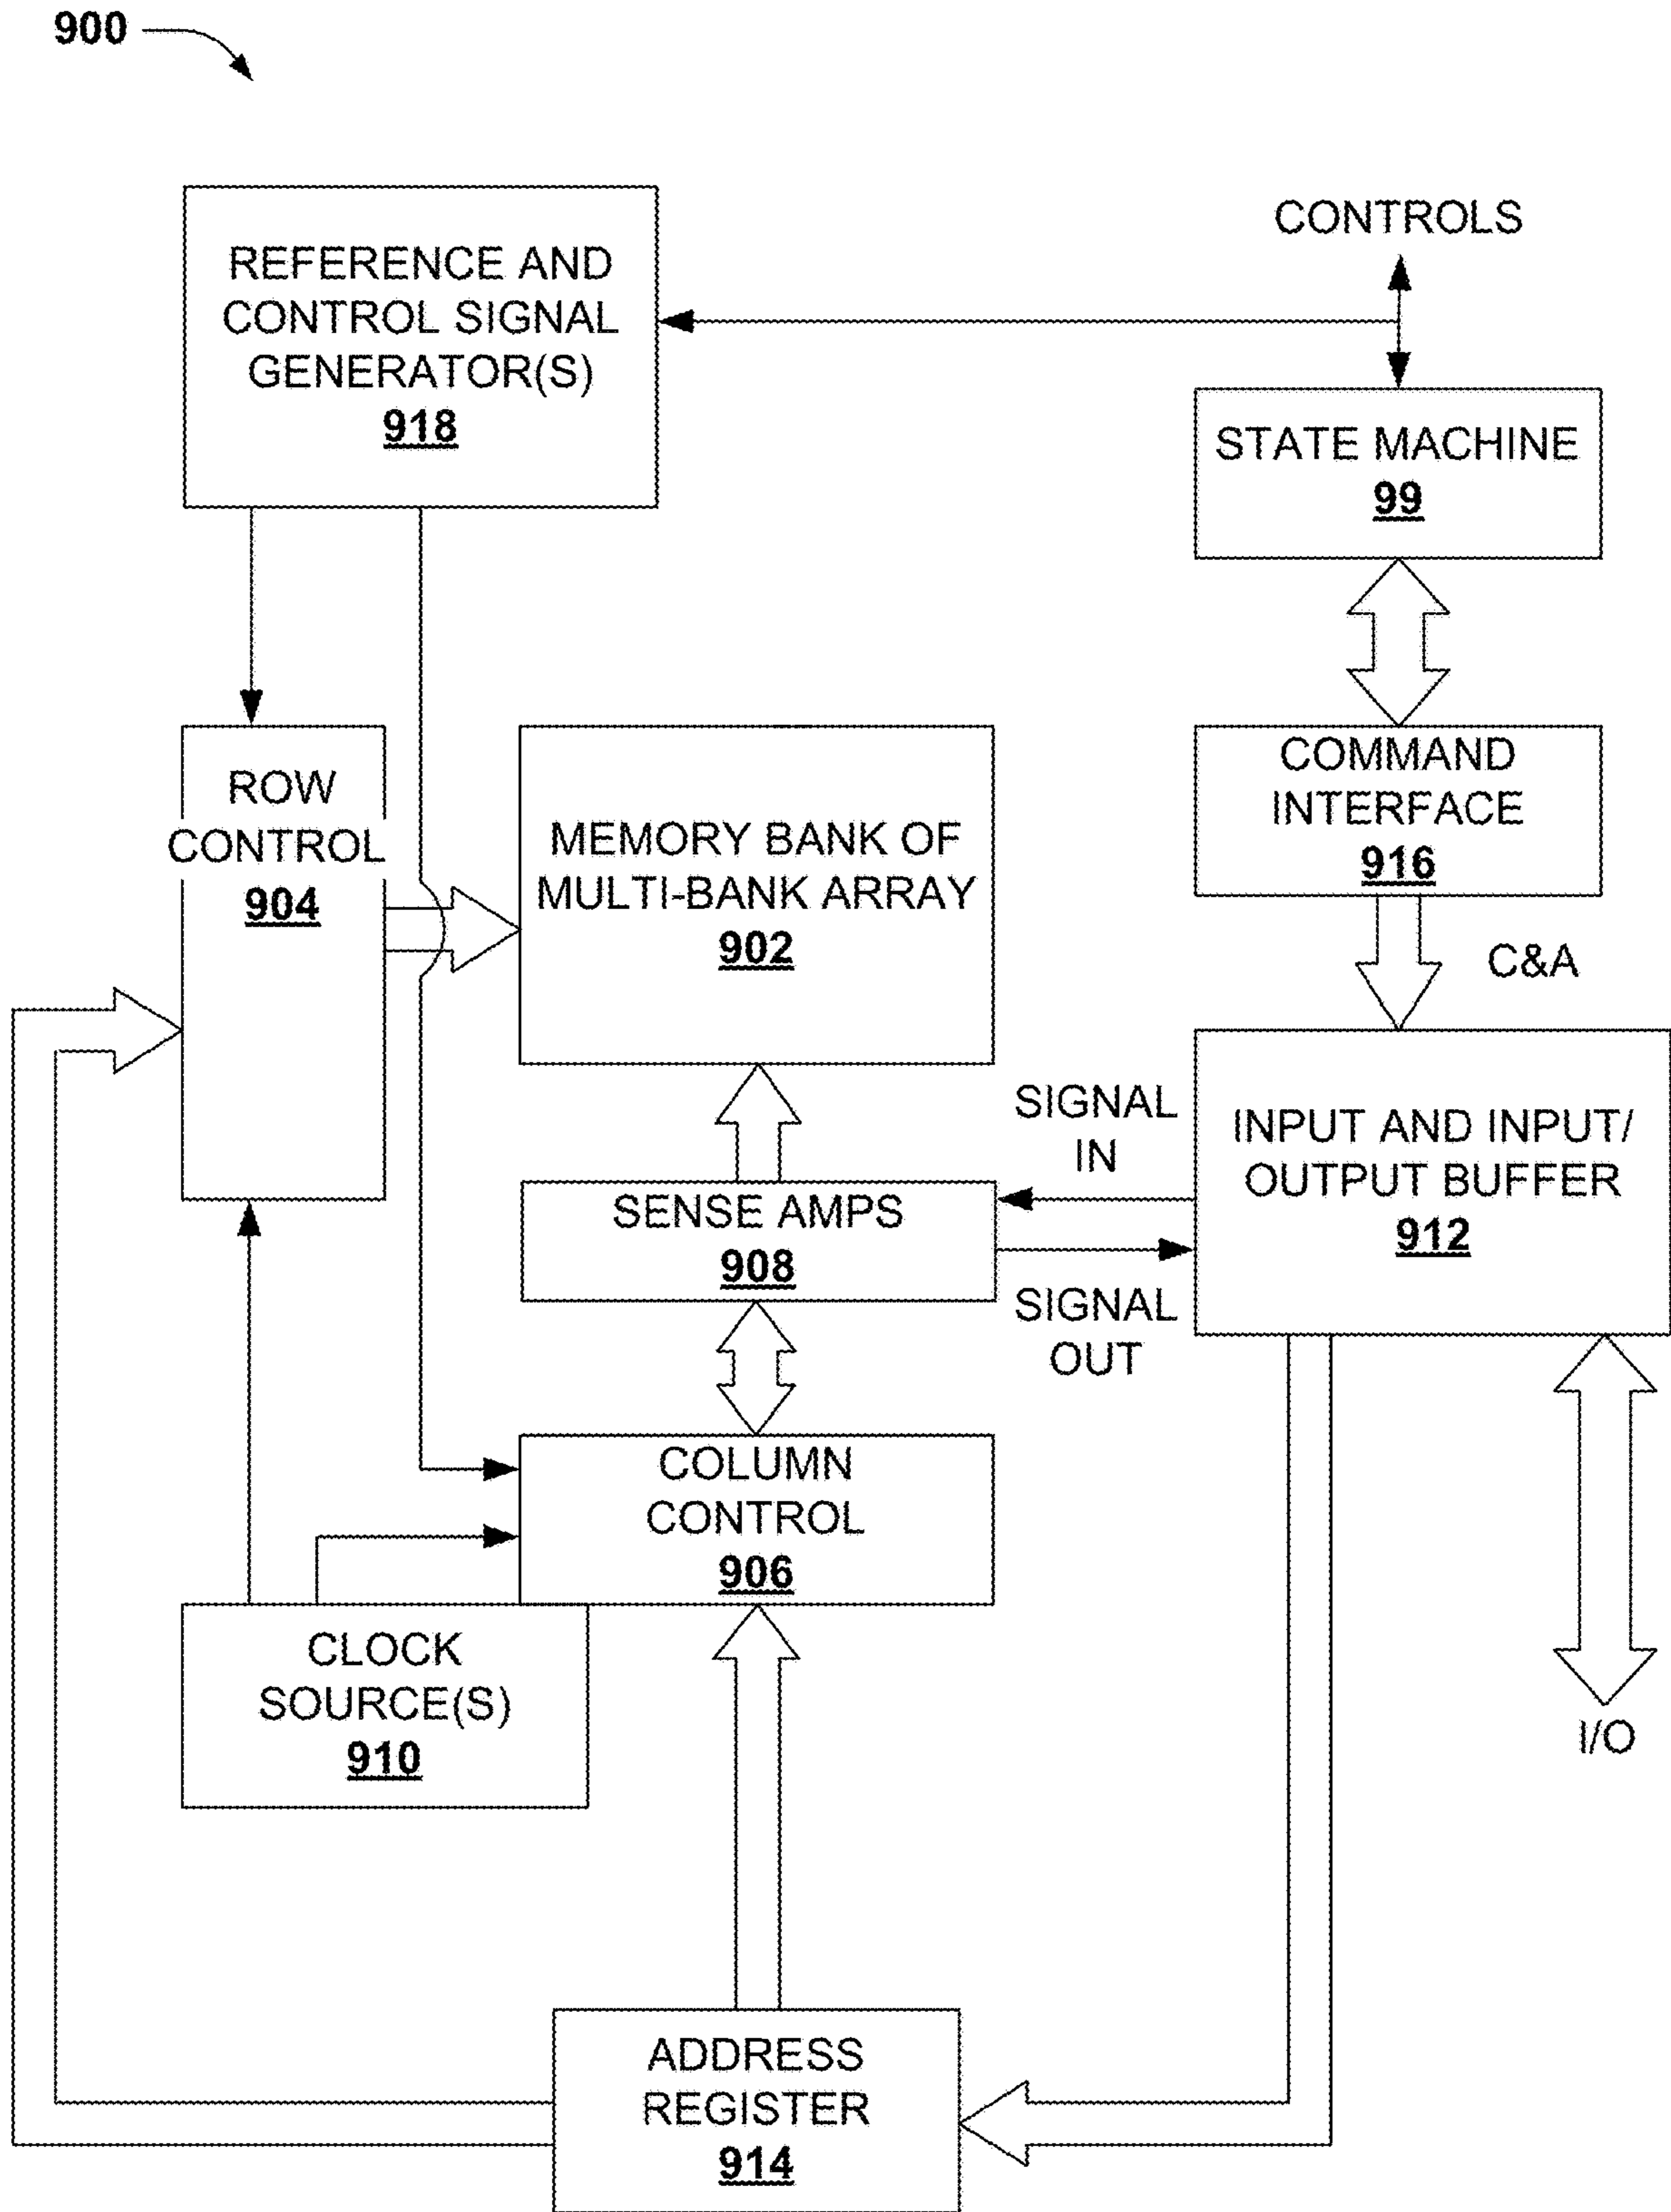 900
REFERENCE AND
CONTROL SIGNAL
GENERATOR(S)
918
CONTROLS
STATE MACHINE
99
ROW
CONTROL
904
MEMORY BANK OF
MULTI-BANK ARRAY
902
COMMAND
INTERFACE
916
C&A
SIGNAL
IN
INPUT AND INPUT/
OUTPUT BUFFER
912
SENSE AMPS
908
SIGNAL
OUT
COLUMN
CONTROL
906
CLOCK
SOURCE(S)
910
I/O
ADDRESS
REGISTER
914